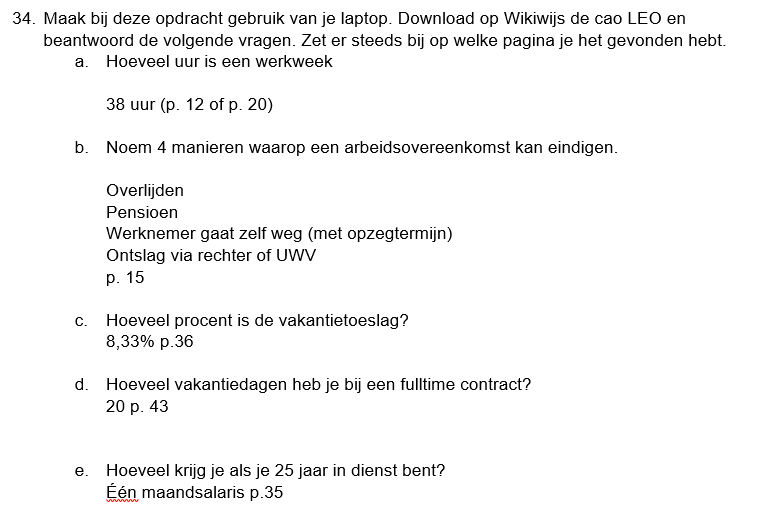 34. Maak bij deze opdracht gebruik van je laptop. Download op Wikiwijs de cao LEO en
beantwoord de volgende vragen. Zet er steeds bij op welke pagina je het gevonden hebt.
a. Hoeveel uur is een werkweek
38 uur (p. 12 of p. 20)
b. Noem 4 manieren waarop een arbeidsovereenkomst kan eindigen.
Overlijden
Pensioen
Werknemer gaat zelf weg (met opzegtermijn)
Ontslag via rechter of UWV
p. 15
c. Hoeveel procent is de vakantietoeslag?
8,33% p.36
d. Hoeveel vakantiedagen heb je bij een fulltime contract?
20 p. 43
e. Hoeveel krijg je als je 25 jaar in dienst bent?
Één maandsalaris p.35